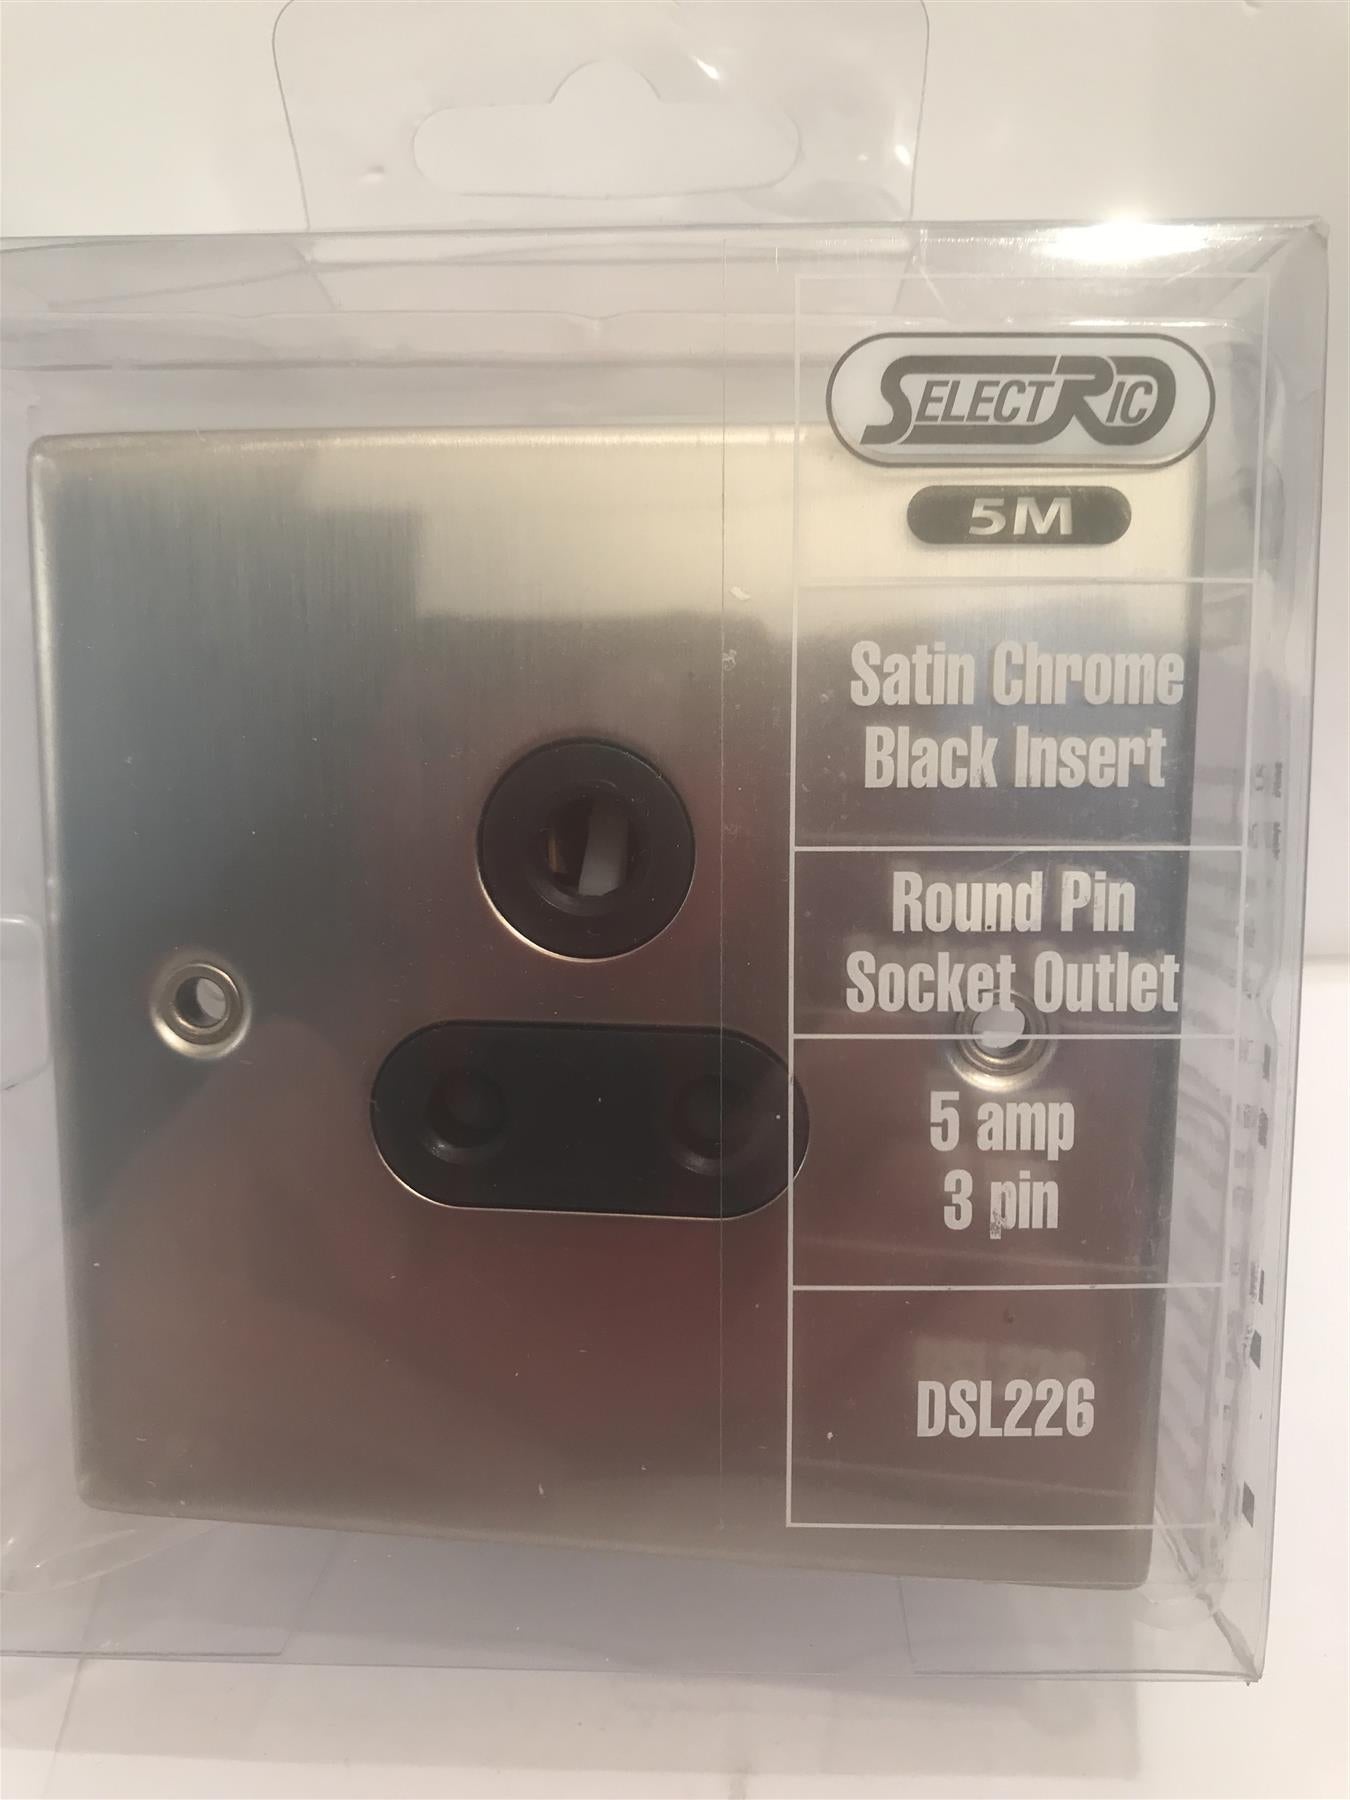 SELECTRIC
5M
Satin Chrome
Black Insert
Round Pin
Socket Outlet
5 amp
3 pin
DSL226